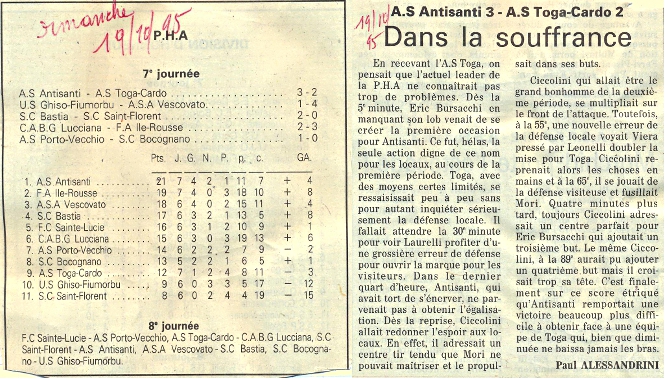 Dimanche
19/10/95
P.H.A
7e journée
A.S Antisanti - A.S Toga-Cardo 3 - 2
U.S Ghiso-Fiumorbu - A.S.A Vescovato 1 - 4
S.C Bastia - S.C Saint-Florent 2 - 0
C.A.B.G Lucciana - F.A Ile-Rousse 2 - 3
A.S Porto-Vecchio - S.C Bocognano 1 - 0
Pts. J. G. N. P. p. c. GA.
1. A.S Antisanti 21 7 4 2 1 11 7 + 4
2. F.A Ile-Rousse 19 7 4 0 3 18 10 + 8
3. A.S.A Vescovato 18 6 4 0 2 15 11 + 4
4. S.C Bastia 17 6 3 2 1 13 5 + 8
5. F.C Sainte-Lucie 16 6 3 1 2 10 9 + 1
6. C.A.B.G Lucciana 15 6 3 0 3 19 13 + 6
7. A.S Porto-Vecchio 14 6 2 2 2 7 9 - 2
8. S.C Bocognano 13 5 2 2 1 6 5 + 1
9. A.S Toga-Cardo 12 7 1 2 4 8 11 - 3
10. U.S Ghiso-Fiumorbu 9 6 0 3 3 5 17 - 12
11. S.C Saint-Florent 8 6 0 2 4 4 19 - 15
8e journée
F.C Sainte-Lucie - A.S Porto-Vecchio, A.S Toga-Cardo - C.A.B.G Lucciana, S.C
Saint-Florent - A.S Antisanti, A.S.A Vescovato - S.C Bastia, S.C Bocogna-
no - U.S Ghiso-Fiumorbu.
19/10/
95
A.S Antisanti 3 - A.S Toga-Cardo 2
Dans la souffrance
En recevant l'A.S Toga, on
pensait que l'actuel leader de
la P.H.A ne connaîtrait pas
trop de problèmes. Dès la
5e minute, Eric Bursacchi en
manquant son lob venait de se
créer la première occasion
pour Antisanti. Ce fut, hélas, la
seule action digne de ce nom
pour les locaux, au cours de la
première période. Toga, avec
des moyens certes limités, se
ressaisissait peu à peu sans
pour autant inquiéter sérieu-
sement la défense locale. Il
fallait attendre la 30e minute
pour voir Laurelli profiter d'u-
ne grossière erreur de défense
pour ouvrir la marque pour les
visiteurs. Dans le dernier
quart d'heure, Antisanti, qui
avait tort de s'énerver, ne par-
venait pas à obtenir l'égalisa-
tion. Dès la reprise, Ciccolini
allait redonner l'espoir aux lo-
caux. En effet, il adressait un
centre tir tendu que Mori ne
pouvait maîtriser et le propul-
sait dans ses buts.
Ciccolini qui allait être le
grand bonhomme de la deuxiè-
me période, se multipliait sur
le front de l'attaque. Toutefois,
à la 55e, une nouvelle erreur de
la défense locale voyait Viera
pressé par Leonelli doubler la
mise pour Toga. Ciccolini re-
prenait alors les choses en
mains et à la 65e, il se jouait de
la défense visiteuse et fusillait
Mori. Quatre minutes plus
tard, toujours Ciccolini adres-
sait un centre parfait pour
Eric Bursacchi qui ajoutait un
troisième but. Le même Cicco-
lini, à la 89e aurait pu ajouter
un quatrième but mais il croi-
sait trop sa tête. C'est finale-
ment sur ce score étriqué
qu'Antisanti remportait une
victoire beaucoup plus diffi-
cile à obtenir face à une équi-
pe de Toga qui, bien que dimi-
nuée ne baissa jamais les bras.
Paul ALESSANDRINI